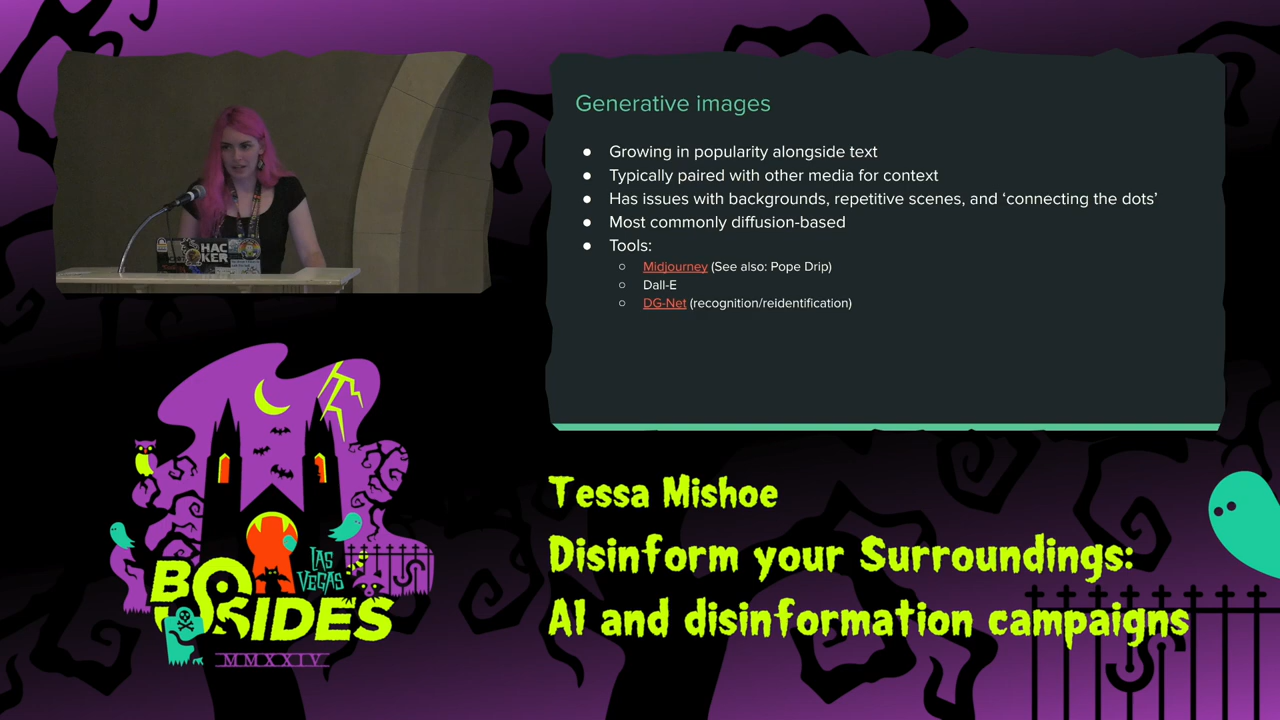 HAC
KER
Generative images
● Growing in popularity alongside text
● Typically paired with other media for context
● Has issues with backgrounds, repetitive scenes, and ‘connecting the dots’
● Most commonly diffusion-based
● Tools:
○ Midjourney (See also: Pope Drip)
○ Dall-E
○ DG-Net (recognition/reidentification)
LAS
VEGAS
BSIDES
MMXXIV
Tessa Mishoe
Disinform your Surroundings:
AI and disinformation campaigns